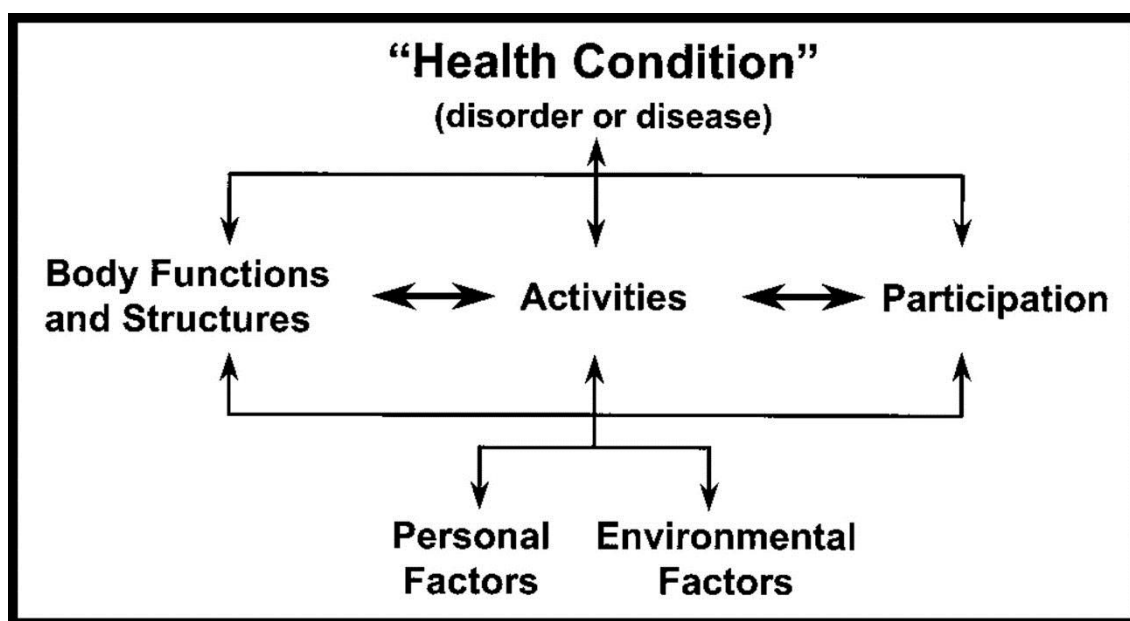 “Health Condition”
(disorder or disease)
Body Functions
and Structures
Activities
Participation
Personal
Factors
Environmental
Factors